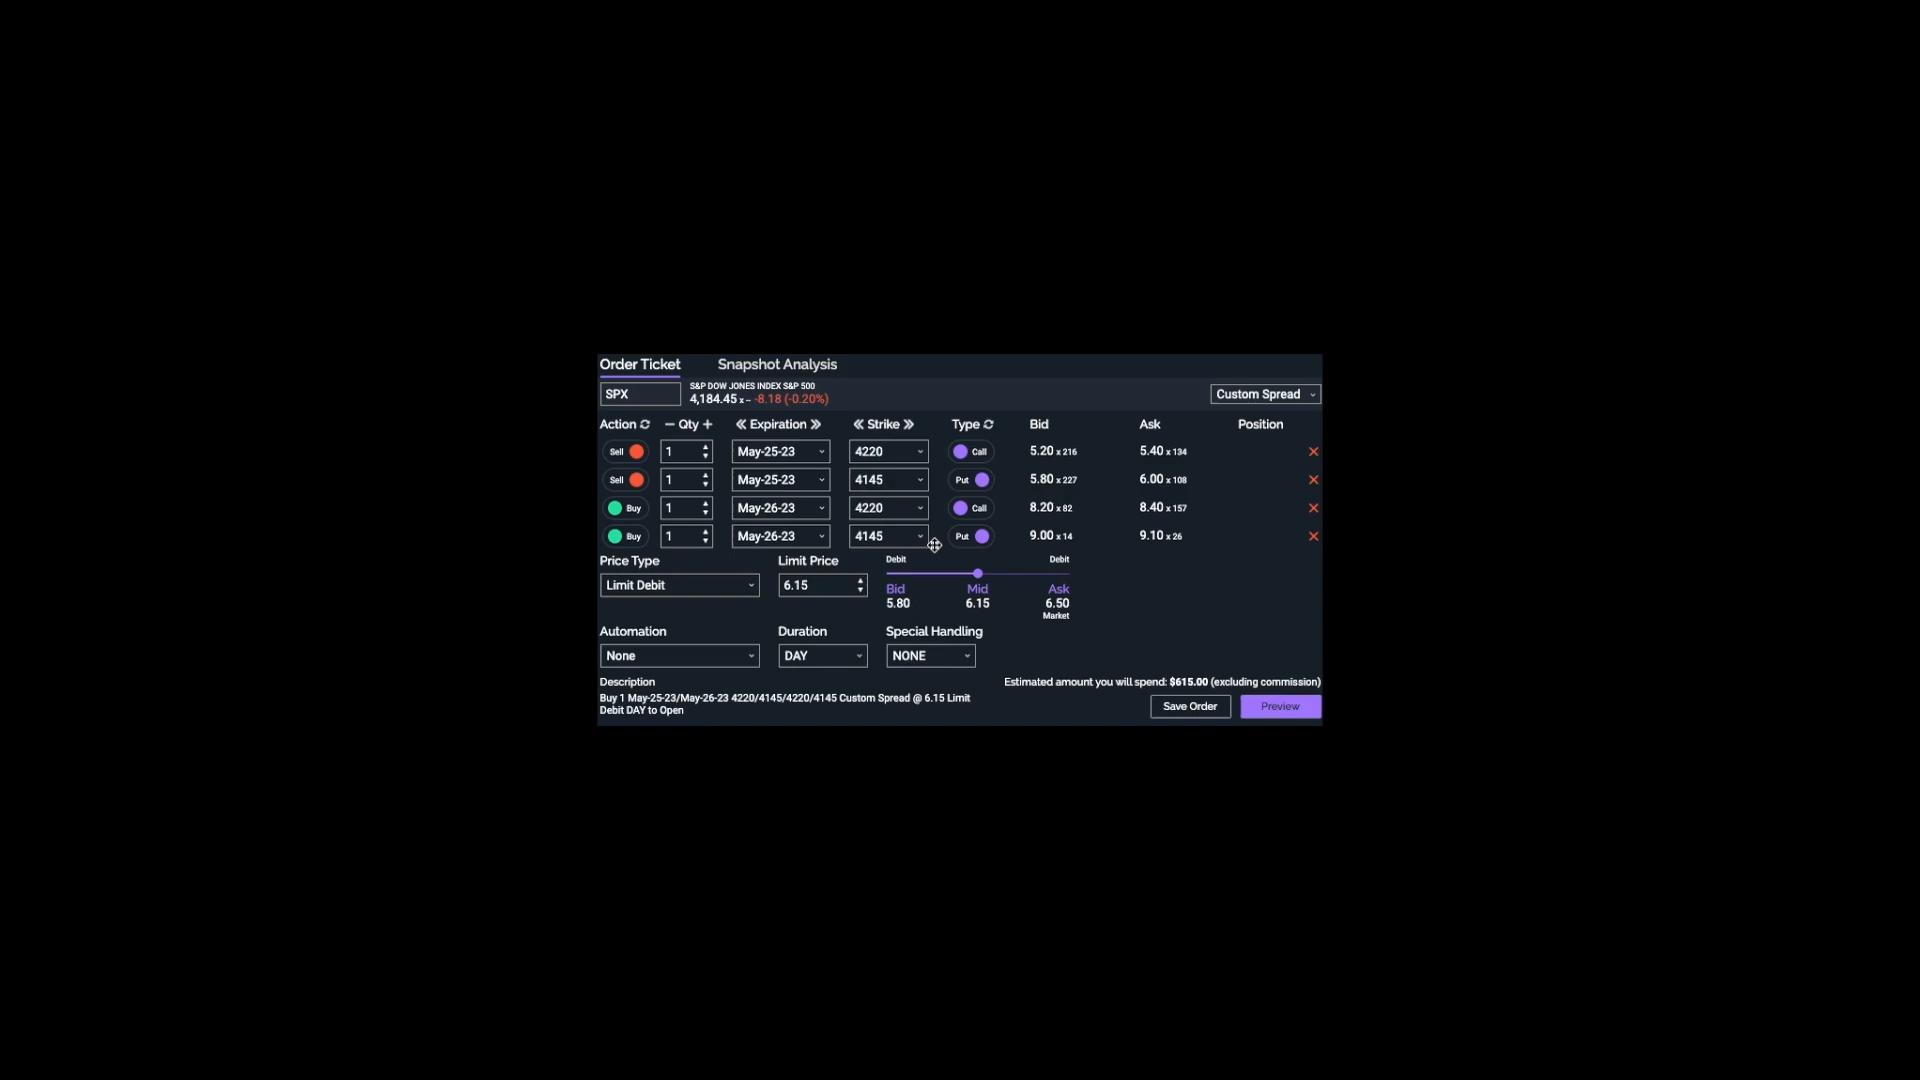 Order Ticket Snapshot Analysis
SPX S&P DOW JONES INDEX S&P 500 Custom Spread
4,184.45 x -- -8.18 (-0.20%)
Action − Qty + « Expiration » « Strike » Type Bid Ask Position
Sell 1 May-25-23 4220 Call 5.20 x 216 5.40 x 134
Sell 1 May-25-23 4145 Put 5.80 x 227 6.00 x 108
Buy 1 May-26-23 4220 Call 8.20 x 82 8.40 x 157
Buy 1 May-26-23 4145 Put 9.00 x 14 9.10 x 26
Price Type Limit Price Debit Debit
Limit Debit 6.15 Bid Mid Ask
5.80 6.15 6.50
Market
Automation Duration Special Handling
None DAY NONE
Description Estimated amount you will spend: $615.00 (excluding commission)
Buy 1 May-25-23/May-26-23 4220/4145/4220/4145 Custom Spread @ 6.15 Limit
Debit DAY to Open
Save Order Preview